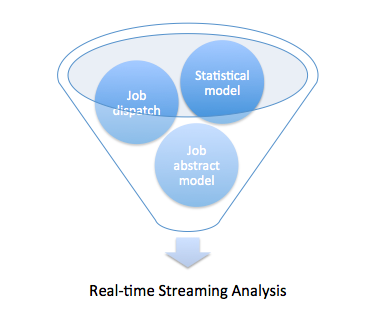 Statistical
model
Job
dispatch
Job
abstract
model
Real-time Streaming Analysis